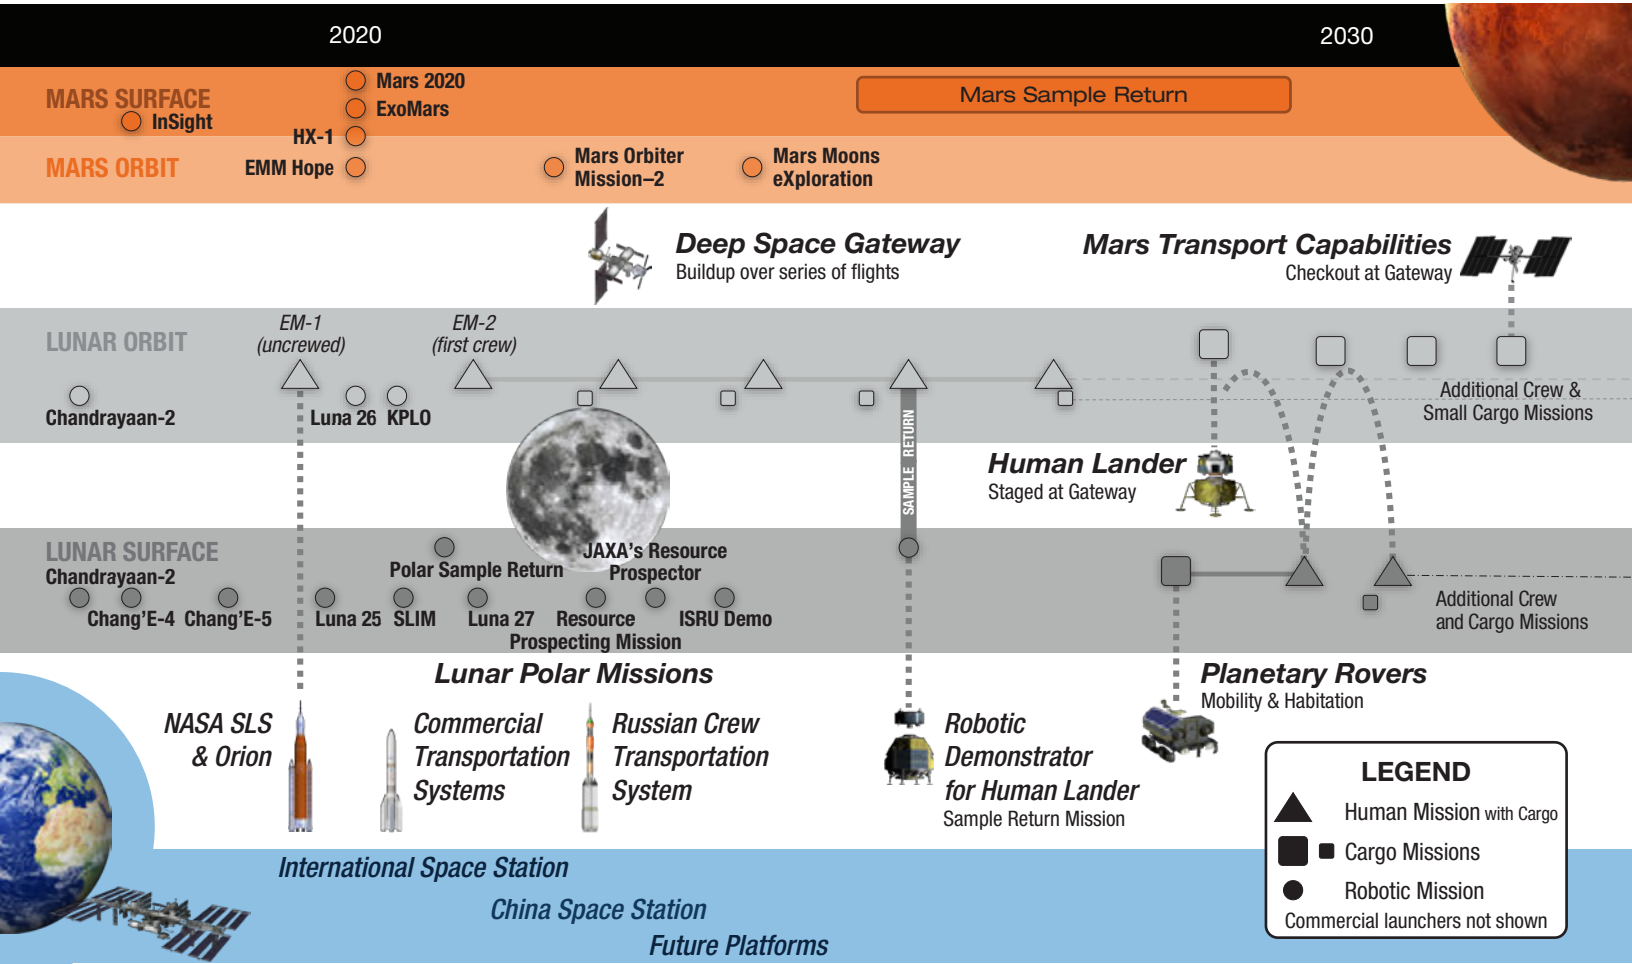 2020
2030
MARS SURFACE
Mars 2020
ExoMars
InSight
Mars Sample Return
HX-1
MARS ORBIT
EMM Hope
Mars Orbiter
Mission–2
Mars Moons
eXploration
Deep Space Gateway
Buildup over series of flights
Mars Transport Capabilities
Checkout at Gateway
LUNAR ORBIT
EM-1
(uncrewed)
EM-2
(first crew)
Chandrayaan-2
Luna 26
KPLO
Additional Crew &
Small Cargo Missions
SAMPLE RETURN
Human Lander
Staged at Gateway
LUNAR SURFACE
Chandrayaan-2
Chang’E-4
Chang’E-5
Polar Sample Return
JAXA’s Resource
Prospector
Luna 25
SLIM
Luna 27
Resource
Prospecting Mission
ISRU Demo
Additional Crew
and Cargo Missions
Lunar Polar Missions
Planetary Rovers
Mobility & Habitation
NASA SLS
& Orion
Commercial
Transportation
Systems
Russian Crew
Transportation
System
Robotic
Demonstrator
for Human Lander
Sample Return Mission
LEGEND
Human Mission with Cargo
Cargo Missions
Robotic Mission
Commercial launchers not shown
International Space Station
China Space Station
Future Platforms